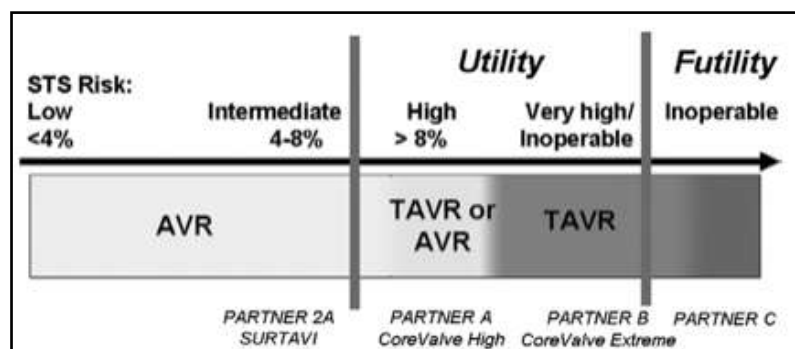 Utility
Futility
STS Risk:
Low
<4%
Intermediate
4-8%
High
> 8%
Very high/
Inoperable
Inoperable
AVR
TAVR or
AVR
TAVR
PARTNER 2A
SURTAVI
PARTNER A
CoreValve High
PARTNER B
CoreValve Extreme
PARTNER C